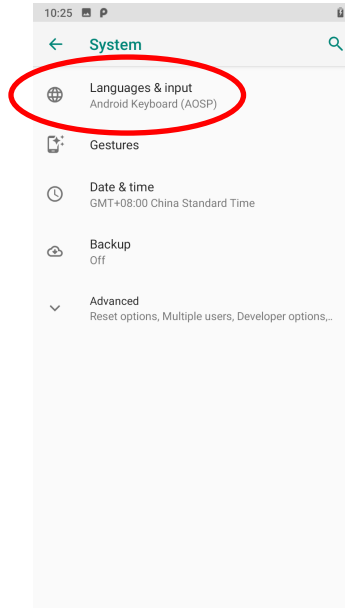 10:25
System
Languages & input
Android Keyboard (AOSP)
Gestures
Date & time
GMT+08:00 China Standard Time
Backup
Off
Advanced
Reset options, Multiple users, Developer options,..